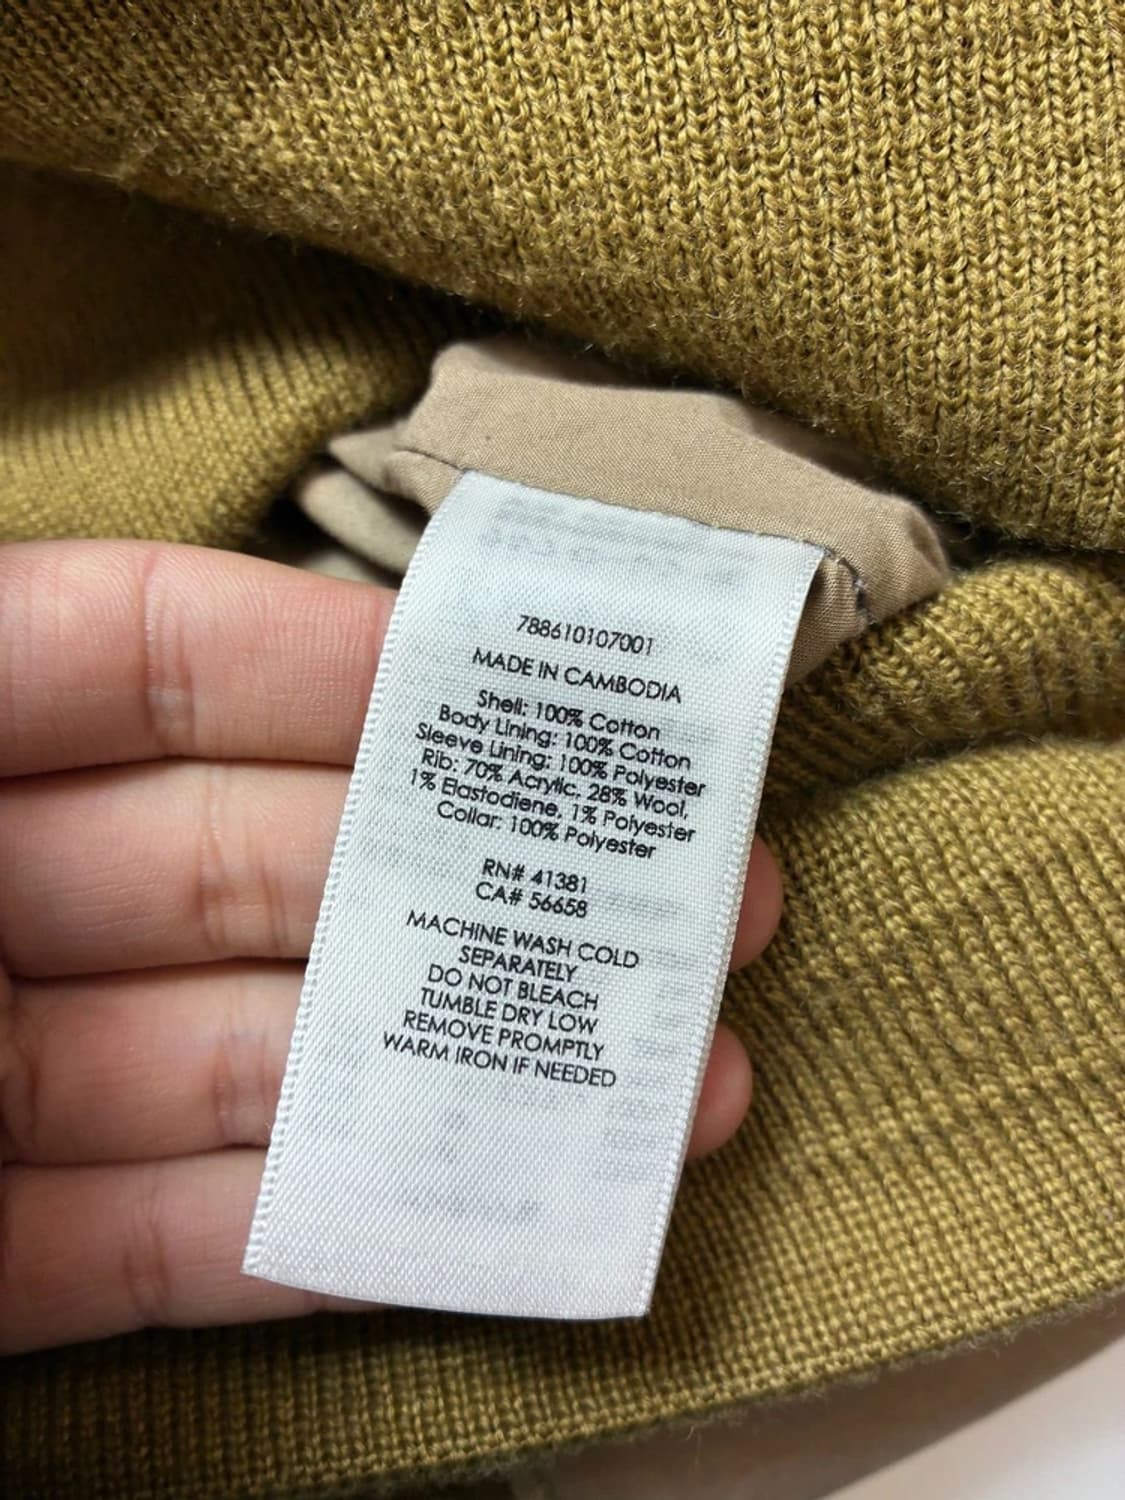 788610107001
MADE IN CAMBODIA
Shell: 100% Cotton
Body Lining: 100% Cotton
Sleeve Lining: 100% Polyester
Rib: 70% Acrylic, 28% Wool,
1% Elastodiene, 1% Polyester
Collar: 100% Polyester
RN# 41381
CA# 56658
MACHINE WASH COLD
SEPARATELY
DO NOT BLEACH
TUMBLE DRY LOW
REMOVE PROMPTLY
WARM IRON IF NEEDED